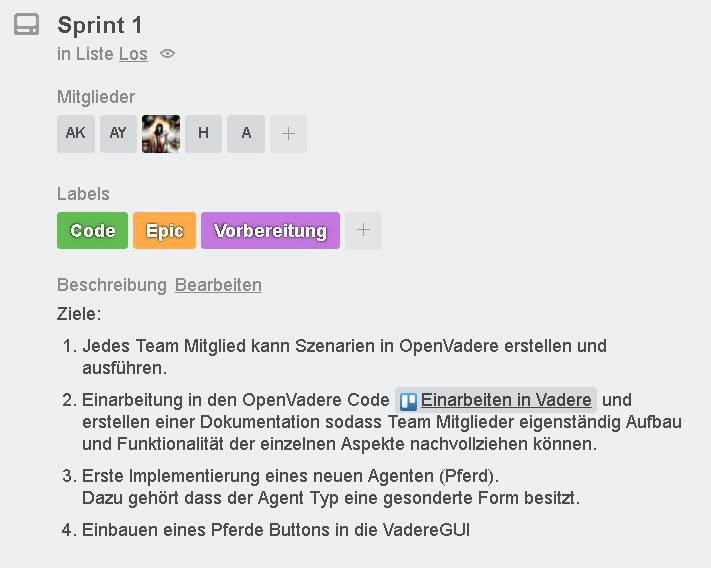 Sprint 1
in Liste Los
Mitglieder
AK AY H A +
Labels
Code Epic Vorbereitung +
Beschreibung Bearbeiten
Ziele:
1. Jedes Team Mitglied kann Szenarien in OpenVadere erstellen und
ausführen.
2. Einarbeitung in den OpenVadere Code Einarbeiten in Vadere und
erstellen einer Dokumentation sodass Team Mitglieder eigenständig Aufbau
und Funktionalität der einzelnen Aspekte nachvollziehen können.
3. Erste Implementierung eines neuen Agenten (Pferd).
Dazu gehört dass der Agent Typ eine gesonderte Form besitzt.
4. Einbauen eines Pferde Buttons in die VadereGUI